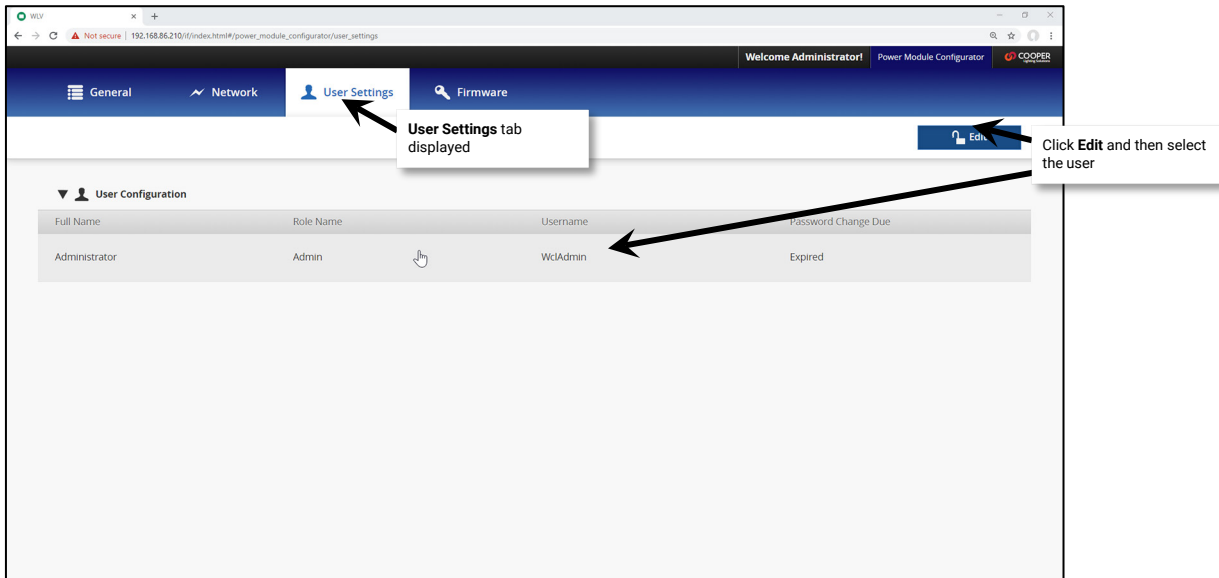 WLV
Not secure | 192.168.86.210/if/index.html#/power_module_configurator/user_settings
Welcome Administrator! Power Module Configurator COOPER
Lighting Solutions
General Network User Settings Firmware
User Settings tab
displayed
Edit
Click Edit and then select
the user
User Configuration
Full Name Role Name Username Password Change Due
Administrator Admin WclAdmin Expired